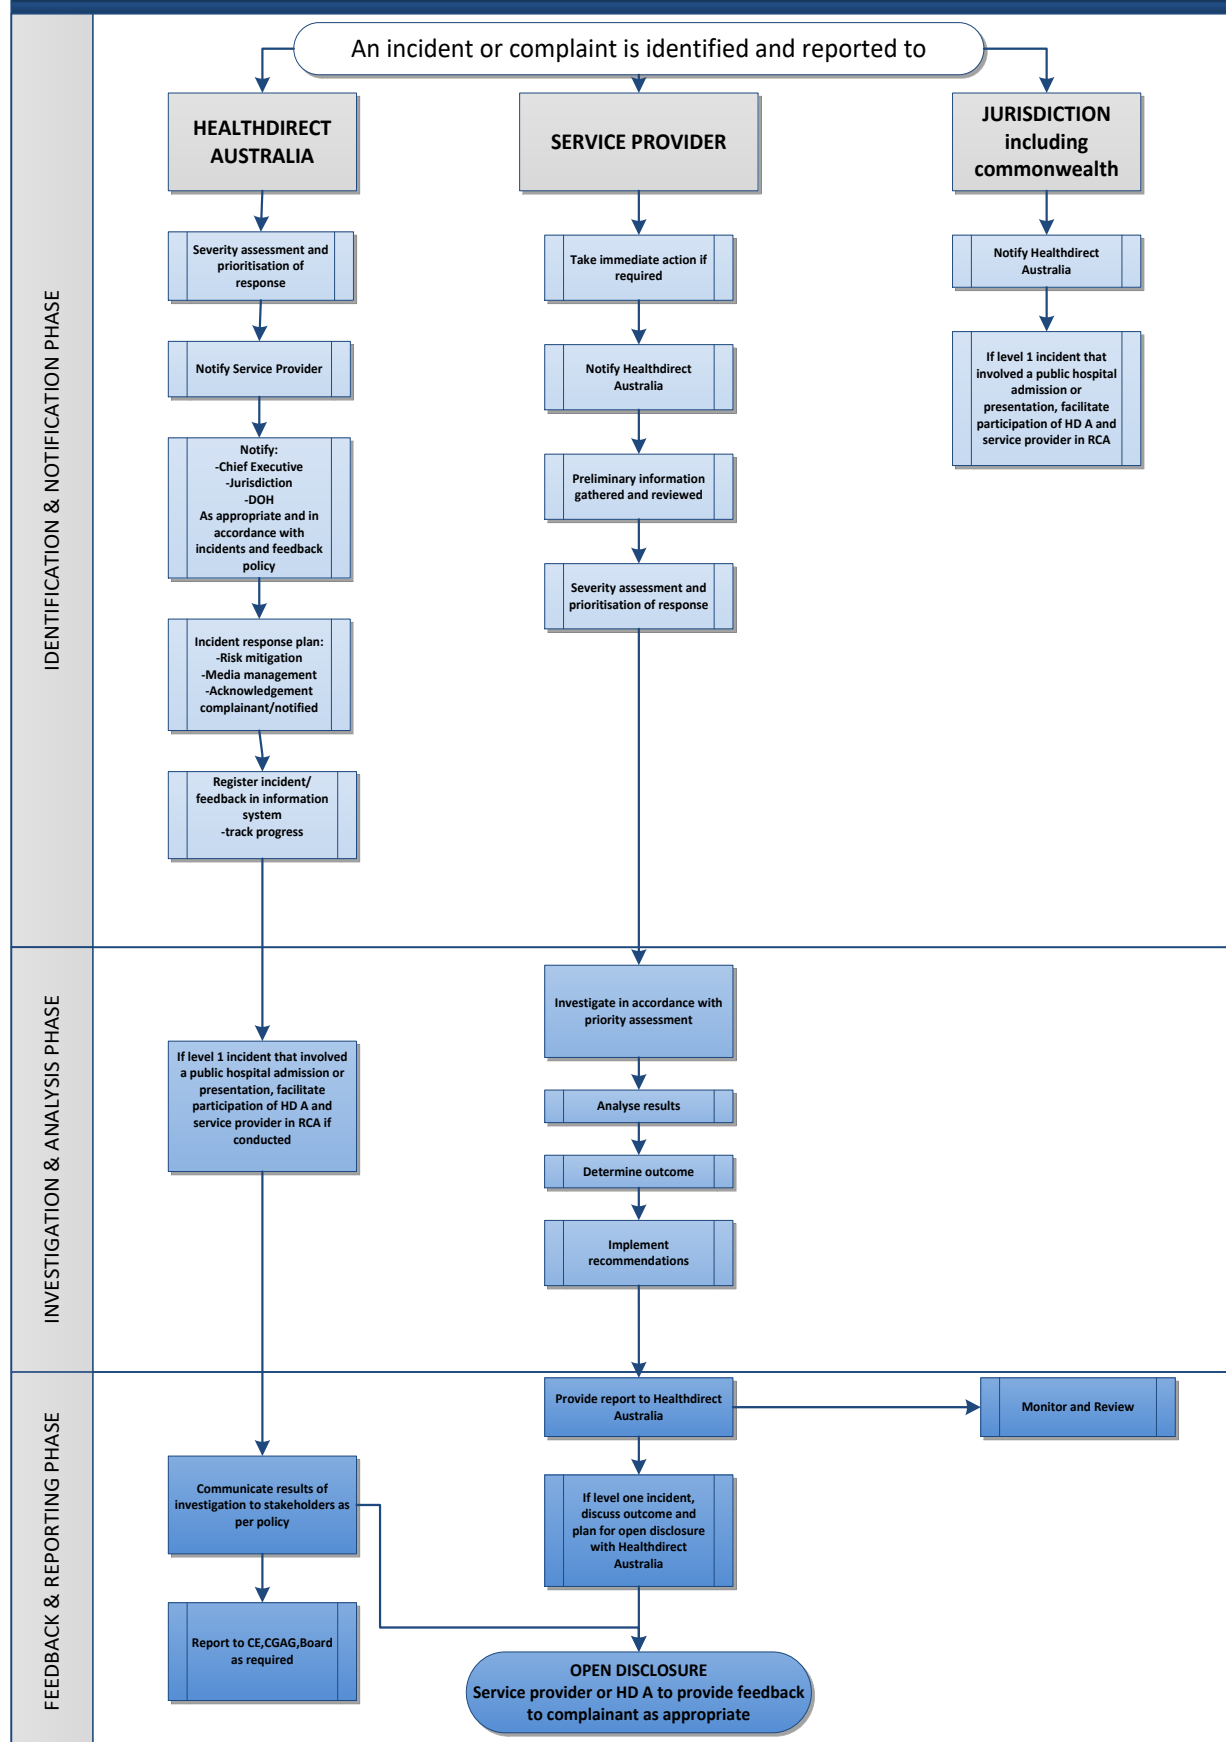 An incident or complaint is identified and reported to
IDENTIFICATION & NOTIFICATION PHASE
HEALTHDIRECT
AUSTRALIA
Severity assessment and
prioritisation of
response
Notify Service Provider
Notify:
-Chief Executive
-Jurisdiction
-DOH
As appropriate and in
accordance with
incidents and feedback
policy
Incident response plan:
-Risk mitigation
-Media management
-Acknowledgement
complainant/notified
Register incident/
feedback in information
system
-track progress
SERVICE PROVIDER
Take immediate action if
required
Notify Healthdirect
Australia
Preliminary information
gathered and reviewed
Severity assessment and
prioritisation of response
JURISDICTION
including
commonwealth
Notify Healthdirect
Australia
If level 1 incident that
involved a public hospital
admission or
presentation, facilitate
participation of HD A and
service provider in RCA
INVESTIGATION & ANALYSIS PHASE
If level 1 incident that involved
a public hospital admission or
presentation, facilitate
participation of HD A and
service provider in RCA if
conducted
Investigate in accordance with
priority assessment
Analyse results
Determine outcome
Implement
recommendations
FEEDBACK & REPORTING PHASE
Communicate results of
investigation to stakeholders as
per policy
Report to CE,CGAG,Board
as required
Provide report to Healthdirect
Australia
If level one incident,
discuss outcome and
plan for open disclosure
with Healthdirect
Australia
OPEN DISCLOSURE
Service provider or HD A to provide feedback
to complainant as appropriate
Monitor and Review